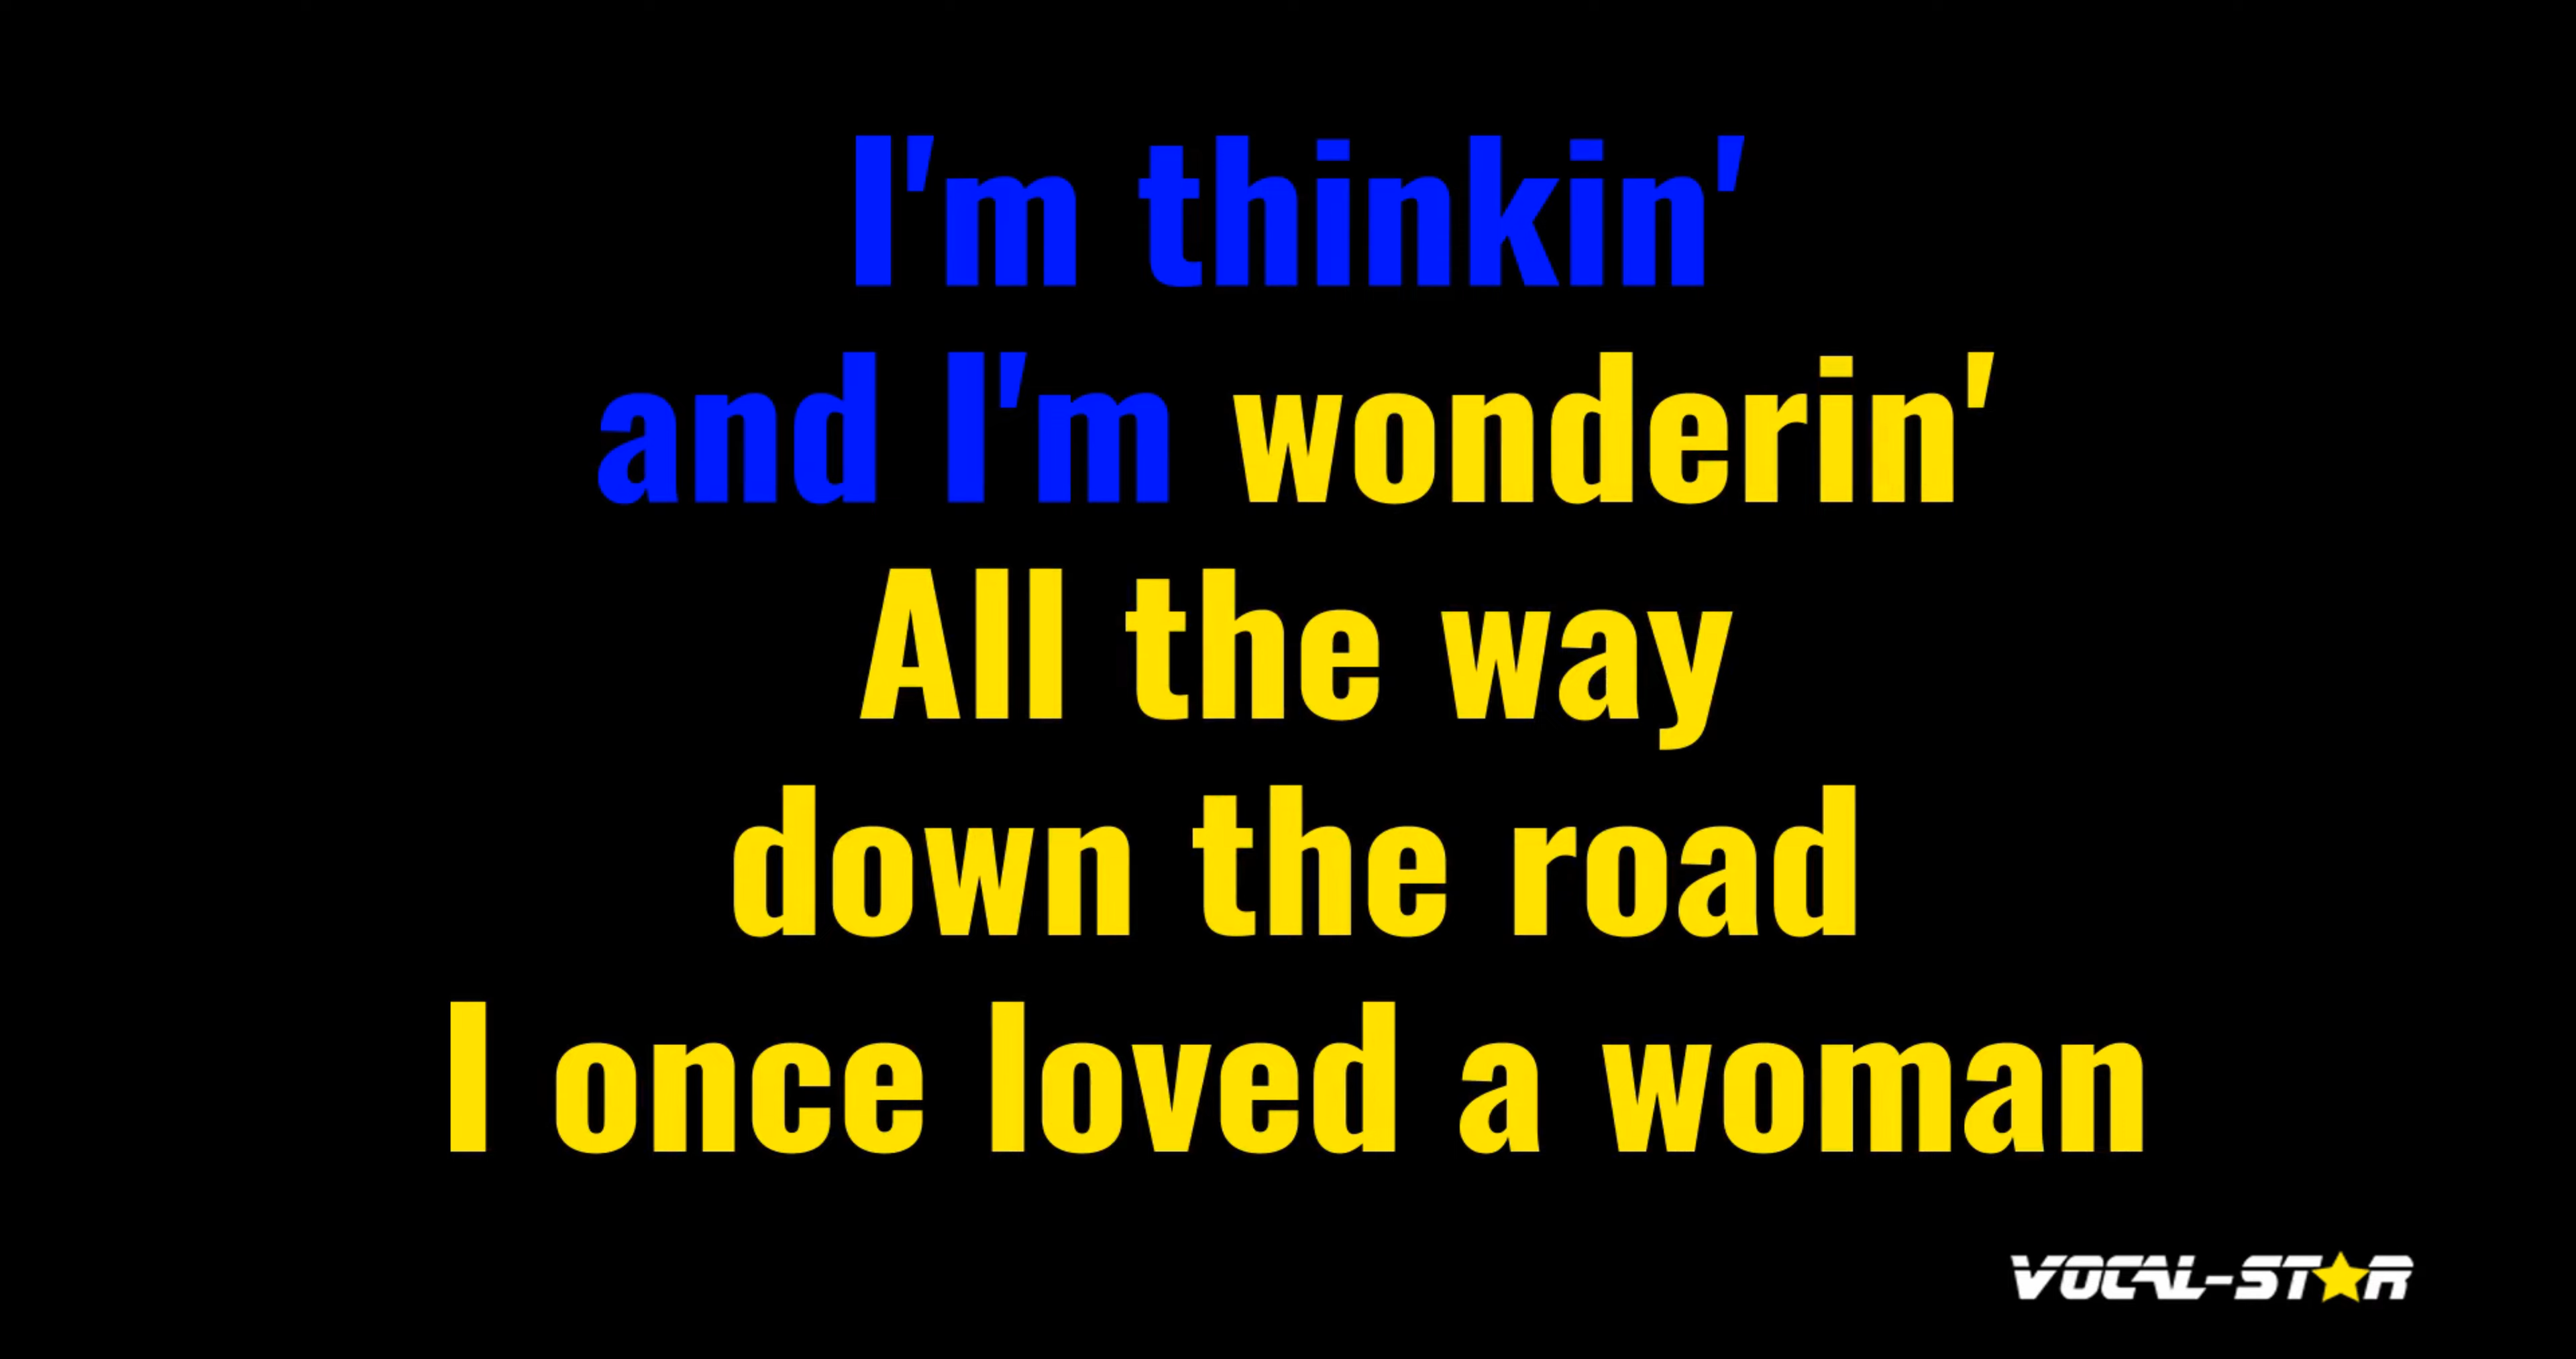 I'm thinkin'
and I'm wonderin'
All the way
down the road
I once loved a woman
VOCAL-STAR